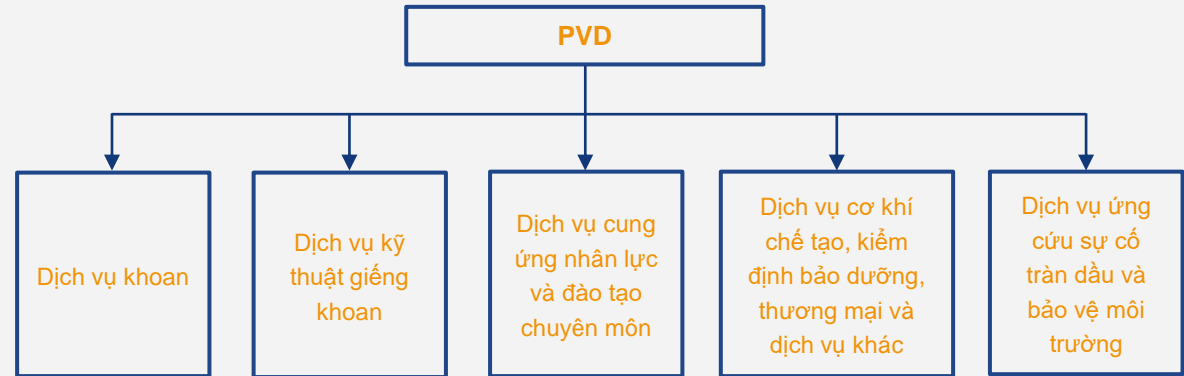 PVD
Dịch vụ khoan
Dịch vụ kỹ
thuật giếng
khoan
Dịch vụ cung
ứng nhân lực
và đào tạo
chuyên môn
Dịch vụ cơ khí
chế tạo, kiểm
định bảo dưỡng,
thương mại và
dịch vụ khác
Dịch vụ ứng
cứu sự cố
tràn dầu và
bảo vệ môi
trường